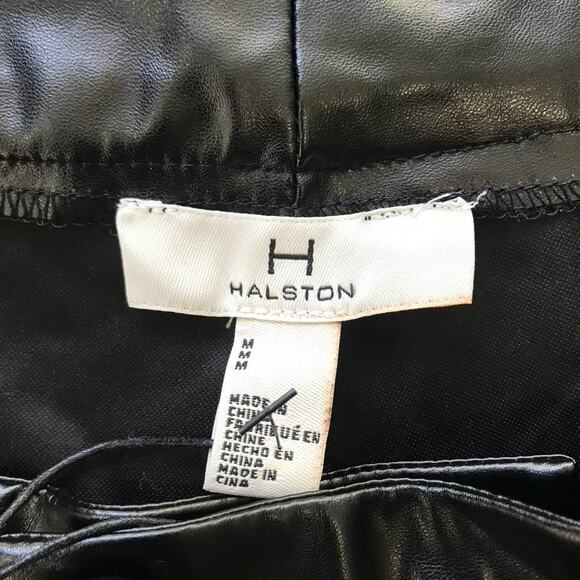 H
HALSTON
M
M
M
MADE IN
CHINA
FABRIQUÉ EN
CHINE
HECHO EN
CHINA
MADE IN
CINA